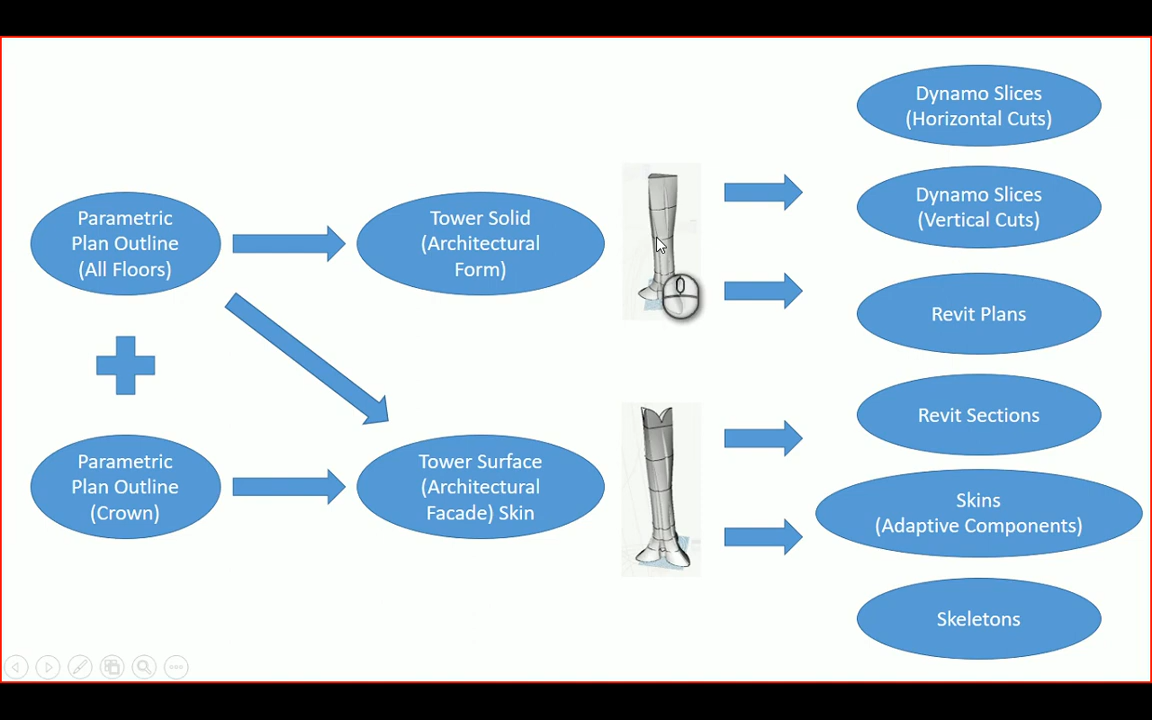 Parametric
Plan Outline
(All Floors)
Parametric
Plan Outline
(Crown)
Tower Solid
(Architectural
Form)
Tower Surface
(Architectural
Facade) Skin
Dynamo Slices
(Horizontal Cuts)
Dynamo Slices
(Vertical Cuts)
Revit Plans
Revit Sections
Skins
(Adaptive Components)
Skeletons